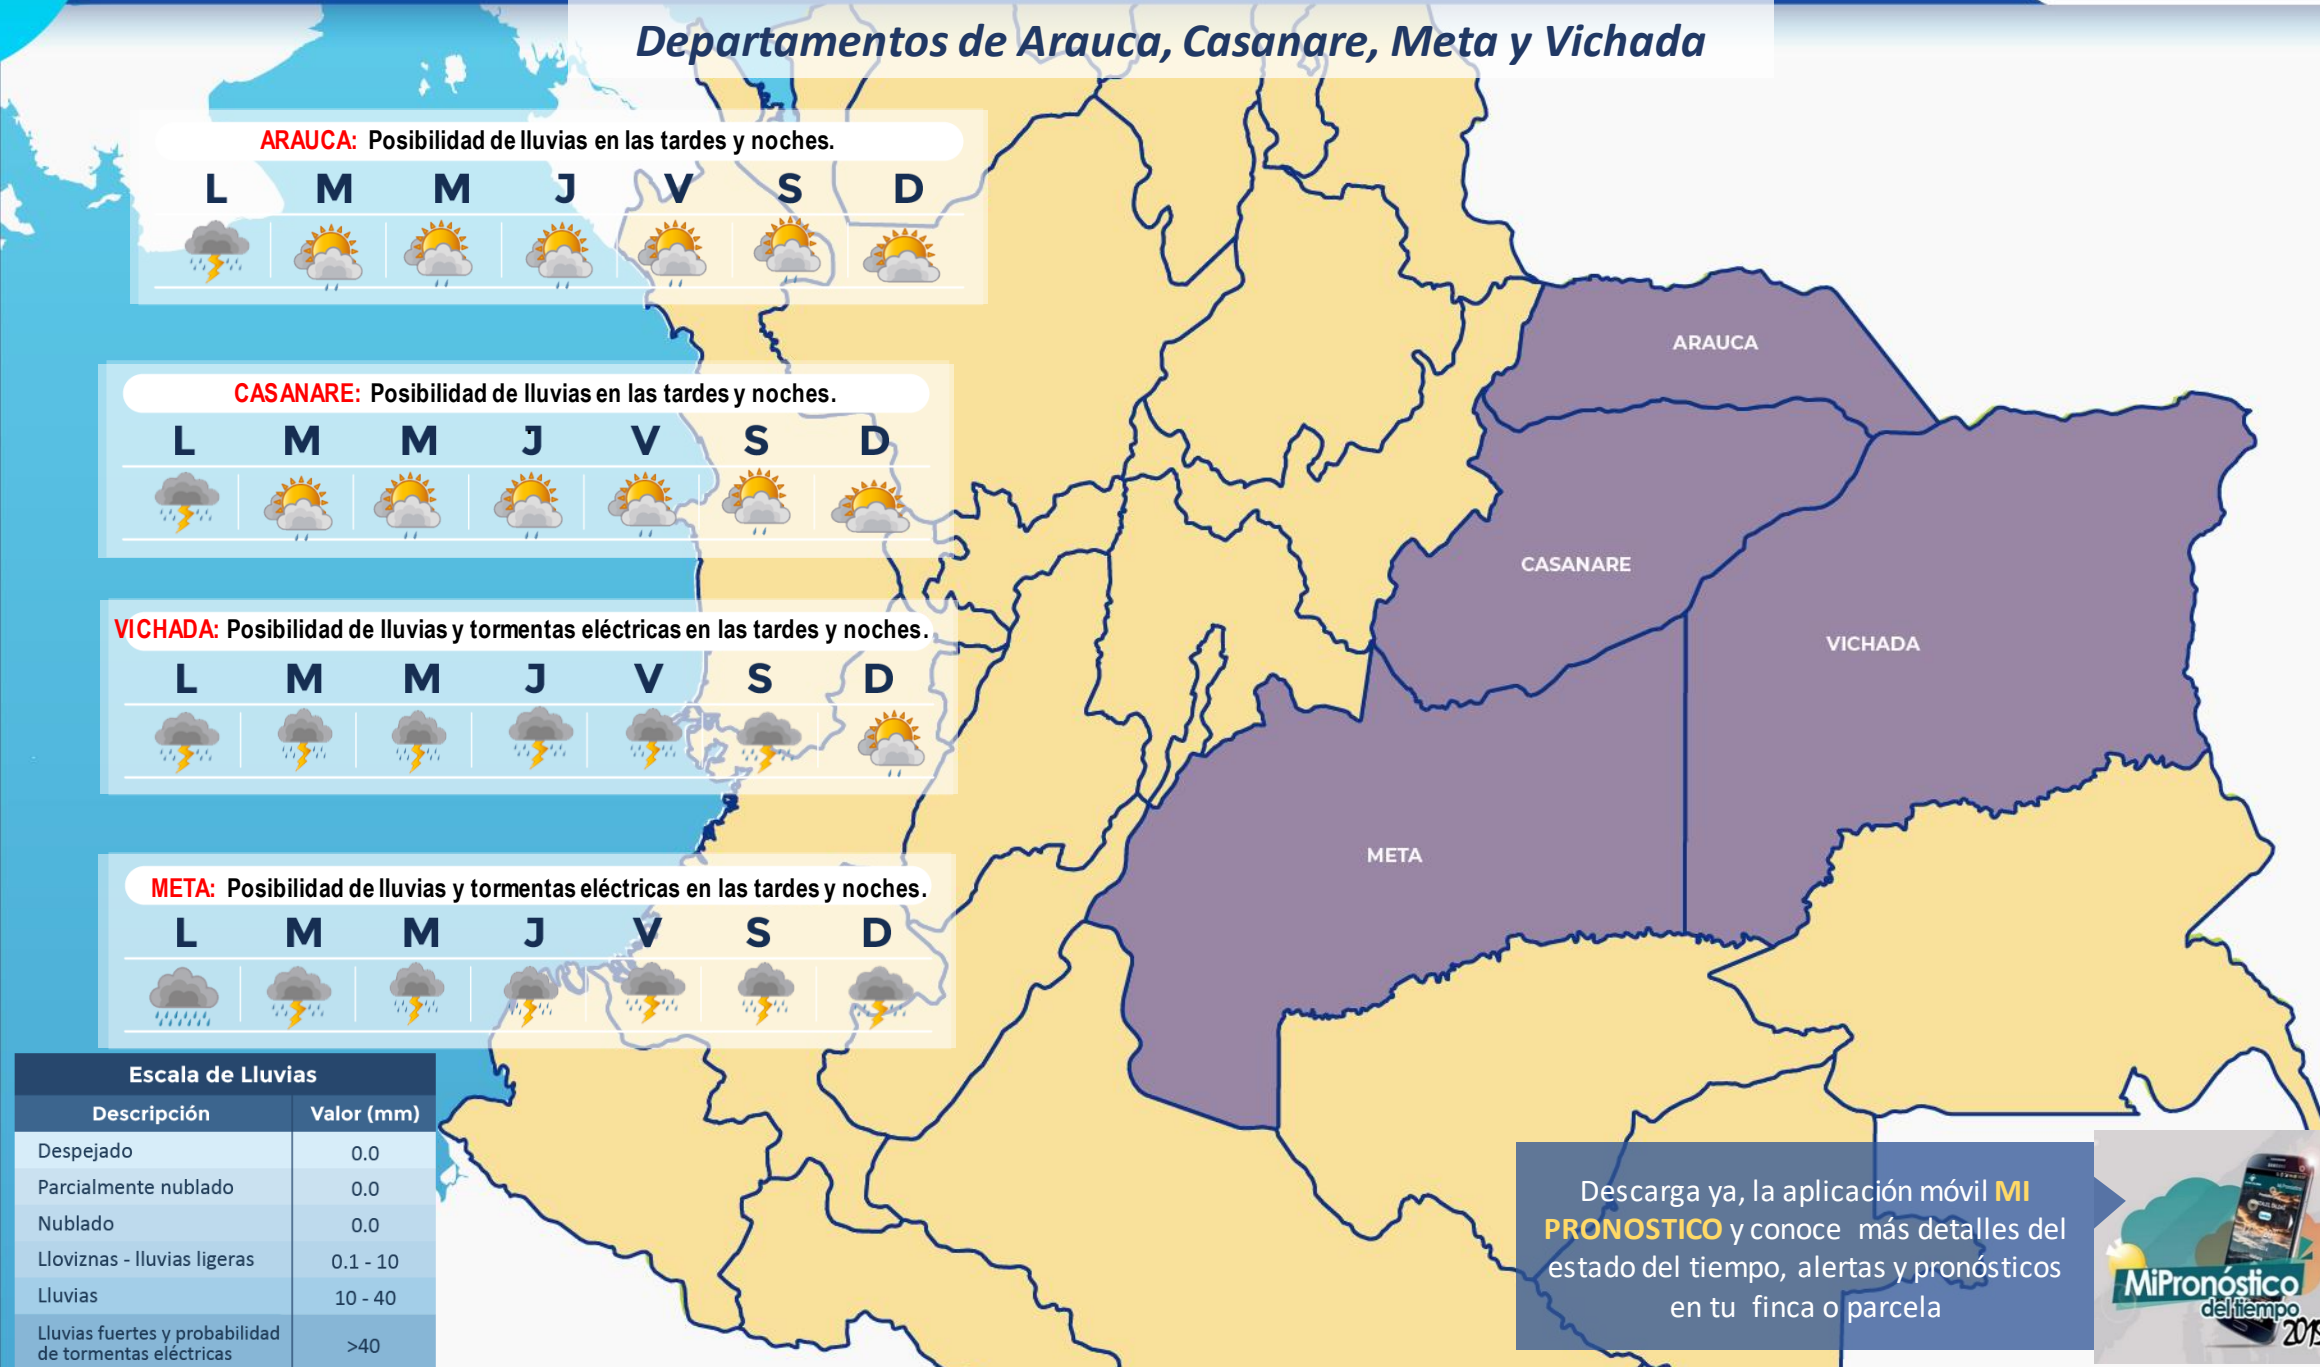 Departamentos de Arauca, Casanare, Meta y Vichada
ARAUCA: Posibilidad de lluvias en las tardes y noches.
L M M J V S D
CASANARE: Posibilidad de lluvias en las tardes y noches.
L M M J V S D
VICHADA: Posibilidad de lluvias y tormentas eléctricas en las tardes y noches.
L M M J V S D
META: Posibilidad de lluvias y tormentas eléctricas en las tardes y noches.
L M M J V S D
ARAUCA
CASANARE
VICHADA
META
Escala de Lluvias
Descripción Valor (mm)
Despejado 0.0
Parcialmente nublado 0.0
Nublado 0.0
Lloviznas - lluvias ligeras 0.1 - 10
Lluvias 10 - 40
Lluvias fuertes y probabilidad
de tormentas eléctricas >40
Descarga ya, la aplicación móvil MI
PRONOSTICO y conoce más detalles del
estado del tiempo, alertas y pronósticos
en tu finca o parcela
MiPronóstico
del tiempo
2019